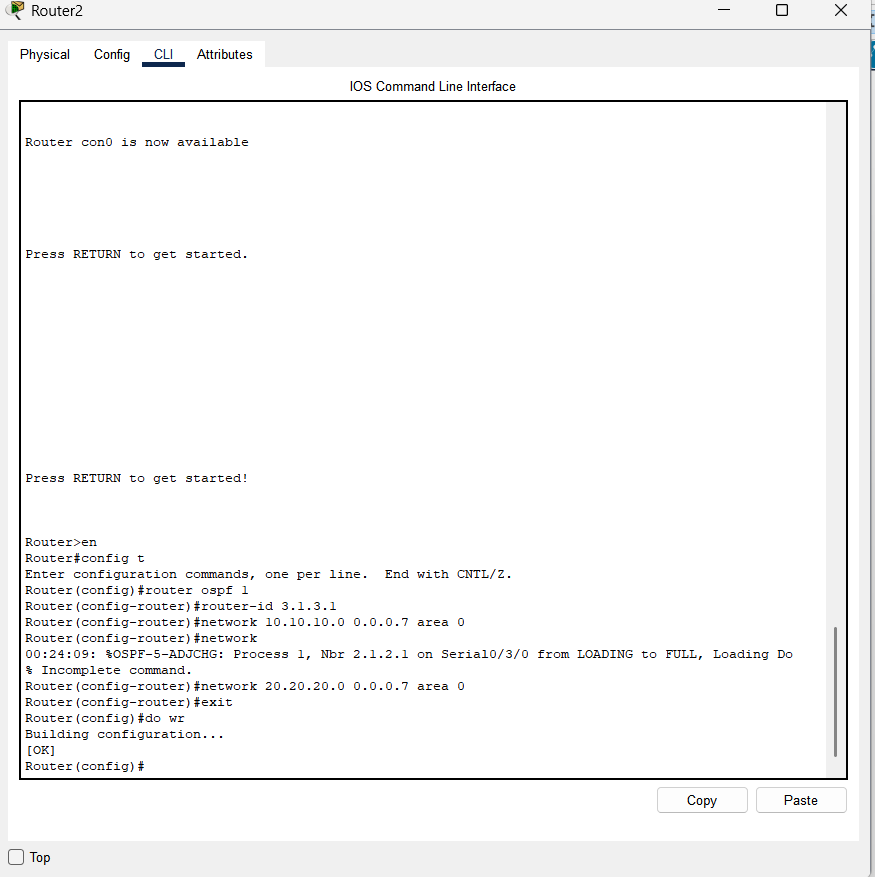 Router2
Physical Config CLI Attributes
IOS Command Line Interface
Router con0 is now available
Press RETURN to get started.
Press RETURN to get started!
Router>en
Router#config t
Enter configuration commands, one per line.  End with CNTL/Z.
Router(config)#router ospf 1
Router(config-router)#router-id 3.1.3.1
Router(config-router)#network 10.10.10.0 0.0.0.7 area 0
Router(config-router)#network
00:24:09: %OSPF-5-ADJCHG: Process 1, Nbr 2.1.2.1 on Serial0/3/0 from LOADING to FULL, Loading Do
% Incomplete command.
Router(config-router)#network 20.20.20.0 0.0.0.7 area 0
Router(config-router)#exit
Router(config)#do wr
Building configuration...
[OK]
Router(config)#
Copy Paste
Top